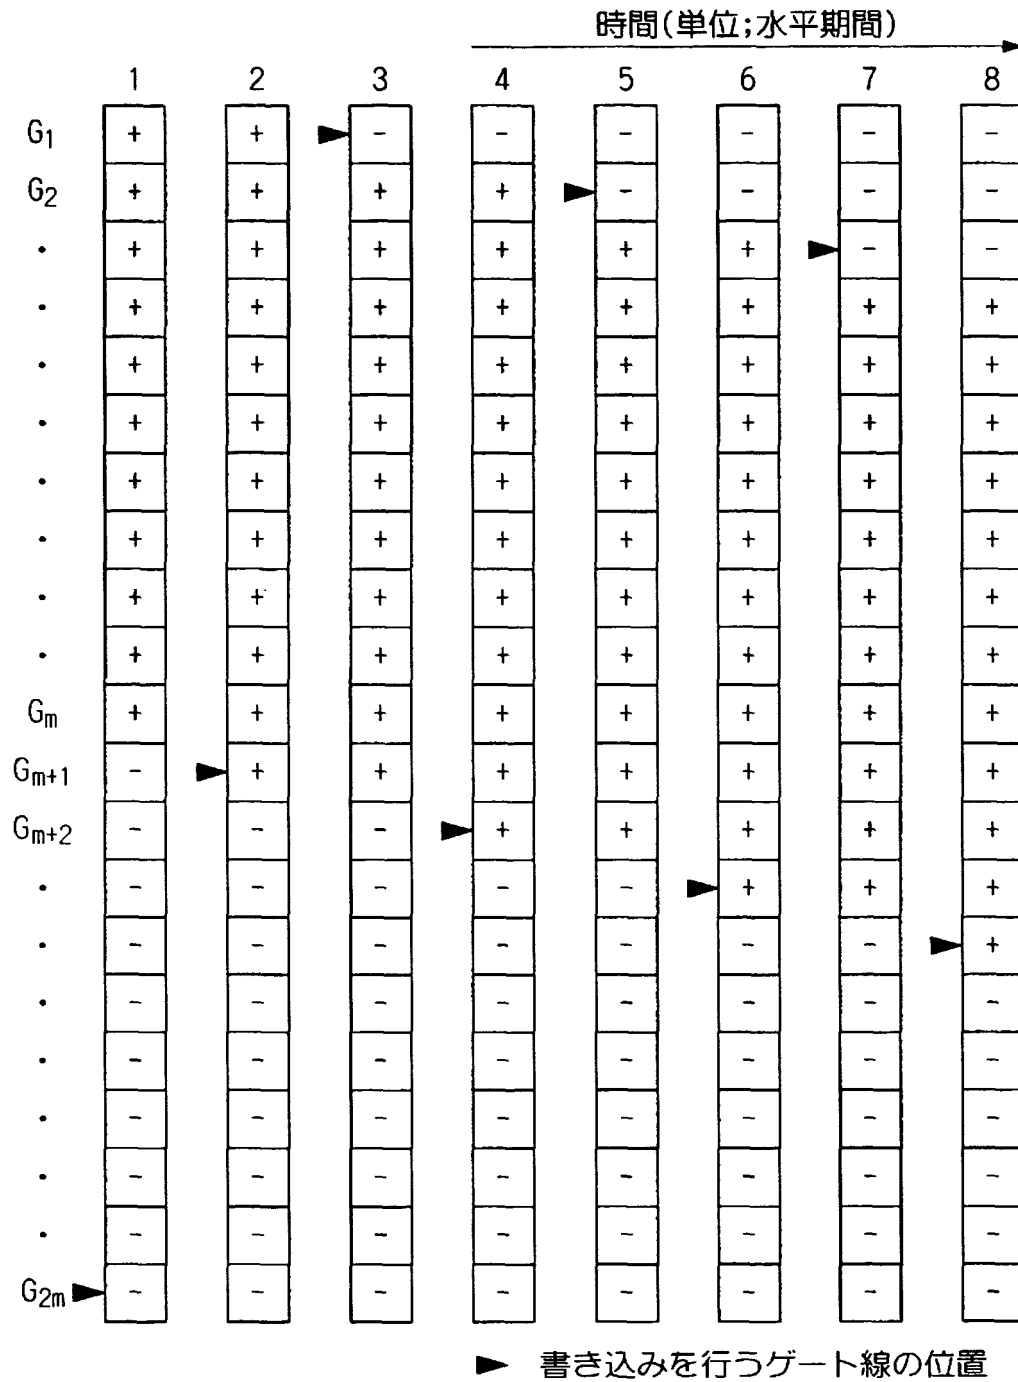 時間(単位;水平期間)
1 2 3 4 5 6 7 8
G₁ + + ▶ - - - - - -
G₂ + + + + ▶ - - - -
・ + + + + + + ▶ - -
・ + + + + + + + +
・ + + + + + + + +
・ + + + + + + + +
・ + + + + + + + +
・ + + + + + + + +
・ + + + + + + + +
・ + + + + + + + +
Gₘ + + + + + + + +
Gₘ₊₁ - ▶ + + + + + + +
Gₘ₊₂ - - - ▶ + + + + +
・ - - - - - ▶ + + +
・ - - - - - - - ▶ +
・ - - - - - - - -
・ - - - - - - - -
・ - - - - - - - -
・ - - - - - - - -
・ - - - - - - - -
G₂ₘ ▶ - - - - - - - -
▶ 書き込みを行うゲート線の位置